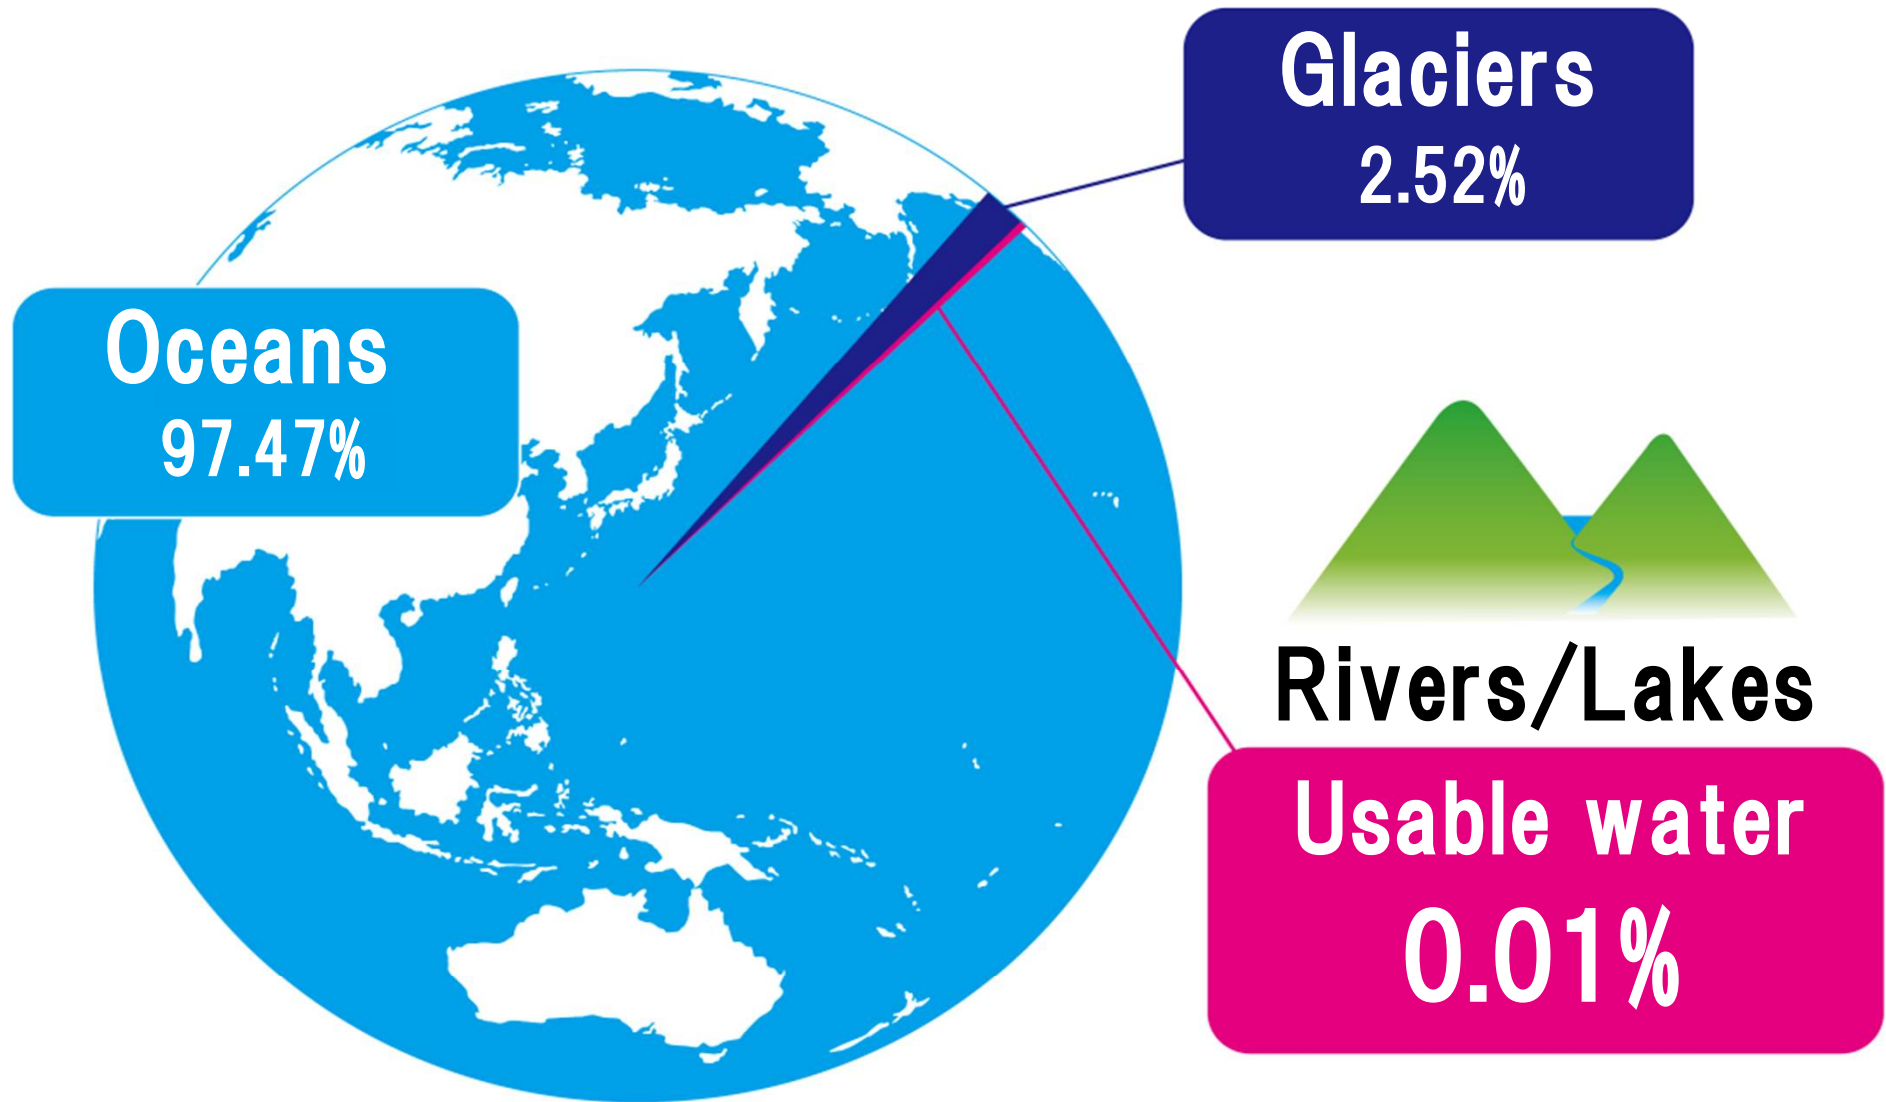 Glaciers
2.52%
Oceans
97.47%
Rivers/Lakes
Usable water
0.01%